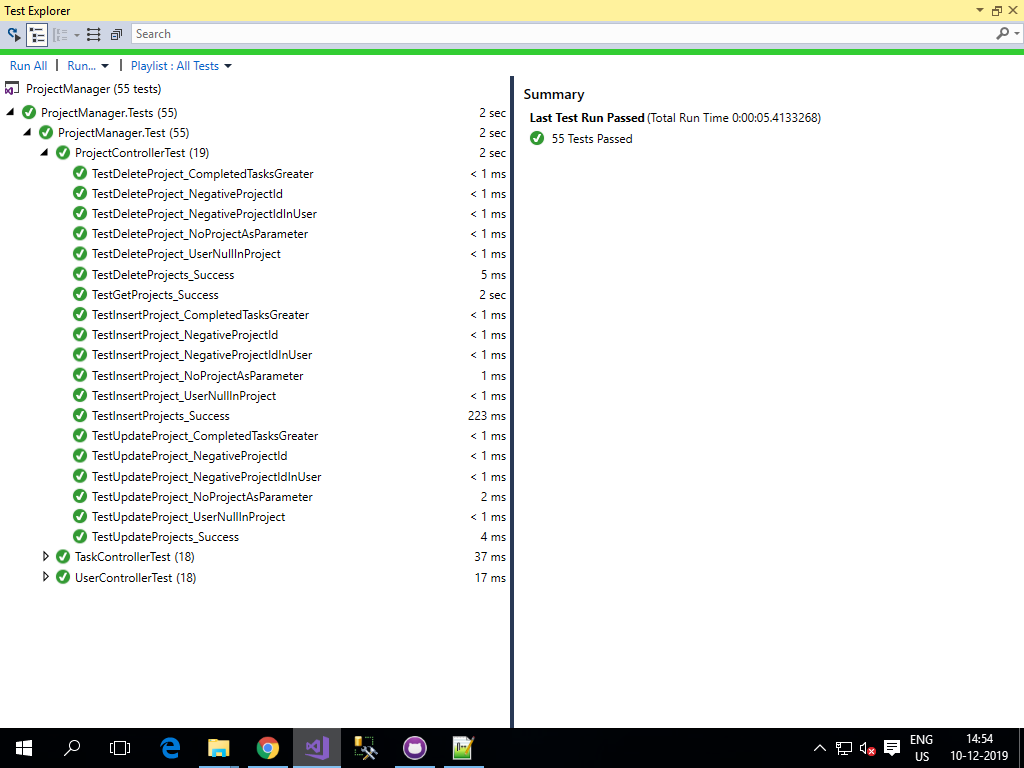 Test Explorer
Search
Run All | Run... | Playlist : All Tests
ProjectManager (55 tests)
ProjectManager.Tests (55) 2 sec
ProjectManager.Test (55) 2 sec
ProjectControllerTest (19) 2 sec
TestDeleteProject_CompletedTasksGreater < 1 ms
TestDeleteProject_NegativeProjectId < 1 ms
TestDeleteProject_NegativeProjectIdInUser < 1 ms
TestDeleteProject_NoProjectAsParameter < 1 ms
TestDeleteProject_UserNullInProject < 1 ms
TestDeleteProjects_Success 5 ms
TestGetProjects_Success 2 sec
TestInsertProject_CompletedTasksGreater < 1 ms
TestInsertProject_NegativeProjectId < 1 ms
TestInsertProject_NegativeProjectIdInUser < 1 ms
TestInsertProject_NoProjectAsParameter 1 ms
TestInsertProject_UserNullInProject < 1 ms
TestInsertProjects_Success 223 ms
TestUpdateProject_CompletedTasksGreater < 1 ms
TestUpdateProject_NegativeProjectId < 1 ms
TestUpdateProject_NegativeProjectIdInUser < 1 ms
TestUpdateProject_NoProjectAsParameter 2 ms
TestUpdateProject_UserNullInProject < 1 ms
TestUpdateProjects_Success 4 ms
TaskControllerTest (18) 37 ms
UserControllerTest (18) 17 ms
Summary
Last Test Run Passed (Total Run Time 0:00:05.4133268)
55 Tests Passed
ENG
US
14:54
10-12-2019